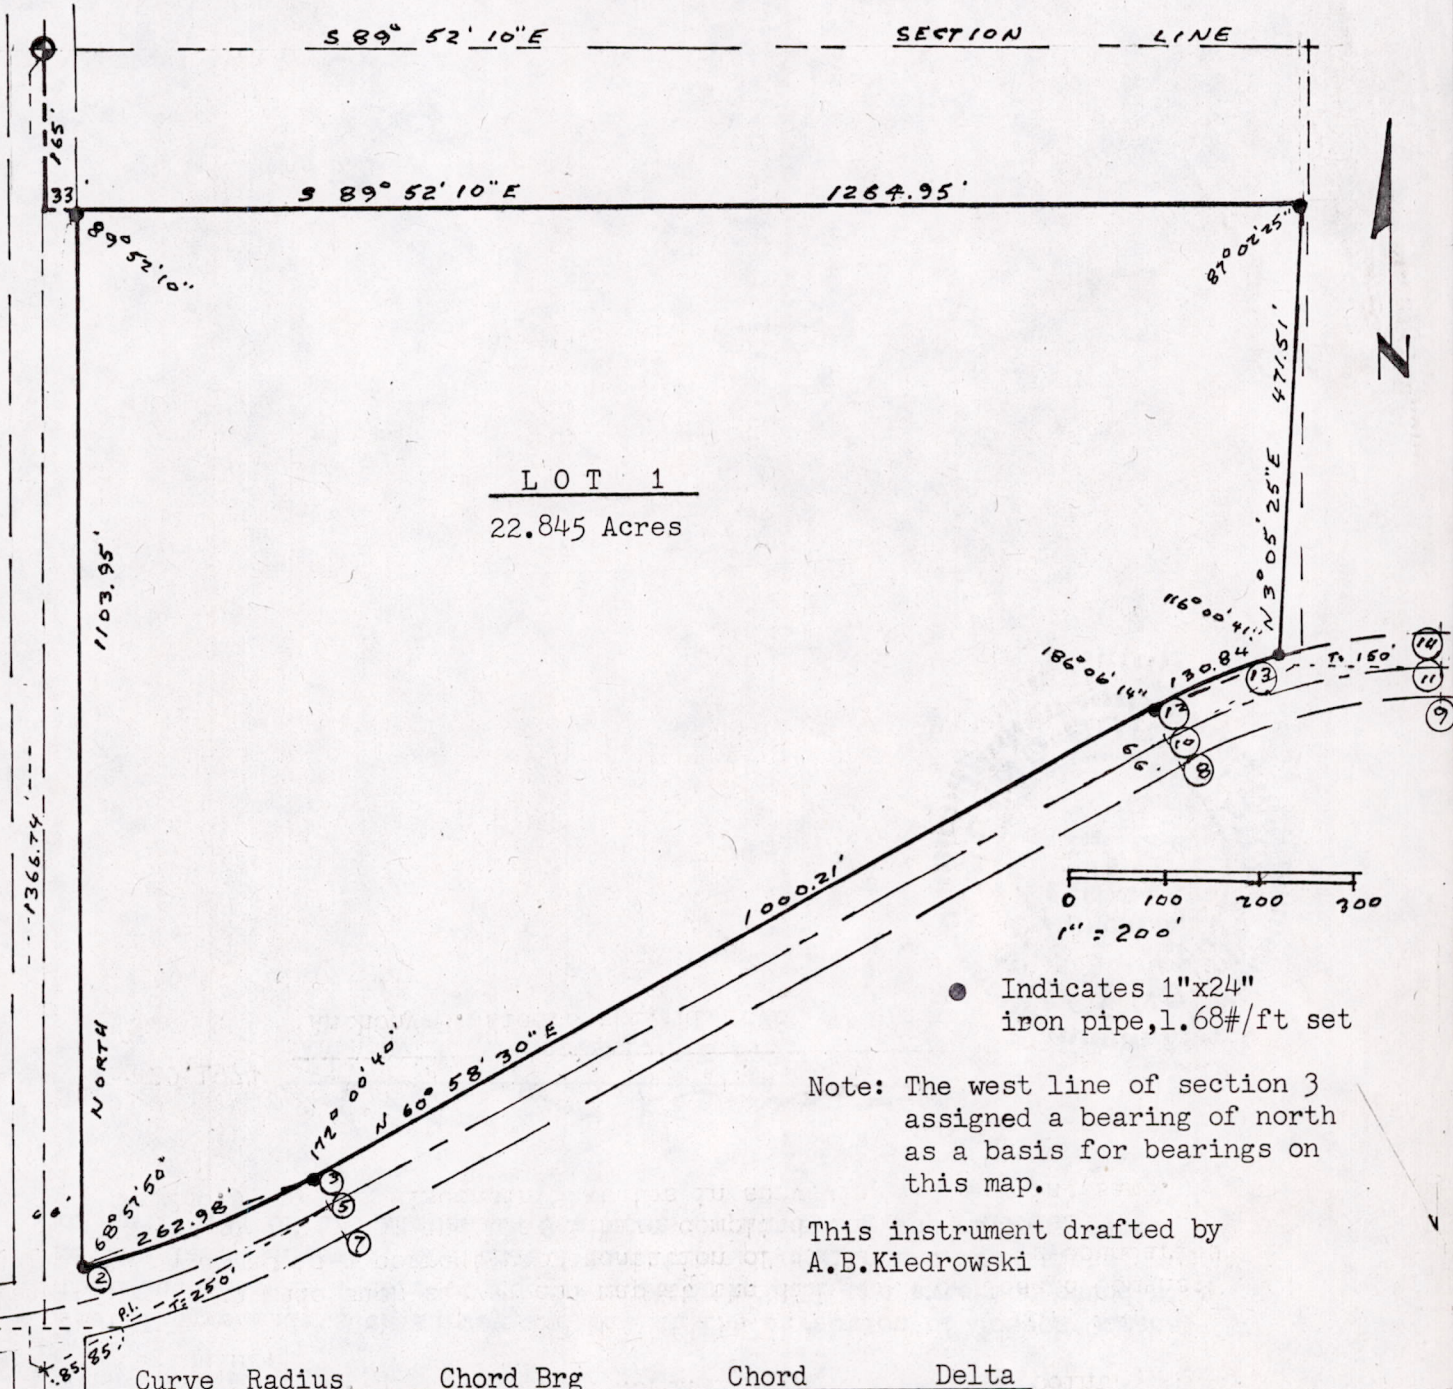 S 89° 52' 10" E SECTION LINE
165'
33'
S 89° 52' 10" E 1264.95'
89° 52' 10"
87° 02' 25"
471.51'
N 3° 05' 25" E
N
LOT 1
22.845 Acres
1103.95'
NORTH
1366.74'
116° 00' 41"
186° 06' 14"
130.84'
T= 150'
14
11
9
13
12
10
8
66
1000.21'
N 60° 58' 30" E
172° 00' 40"
0 100 200 300
1" = 200'
Indicates 1"x24"
iron pipe,1.68#/ft set
Note: The west line of section 3
assigned a bearing of north
as a basis for bearings on
this map.
This instrument drafted by
A.B.Kiedrowski
66'
68° 57' 50"
262.98'
3
5
7
2
P.I. T=250'
85.85'
Curve Radius Chord Brg Chord Delta